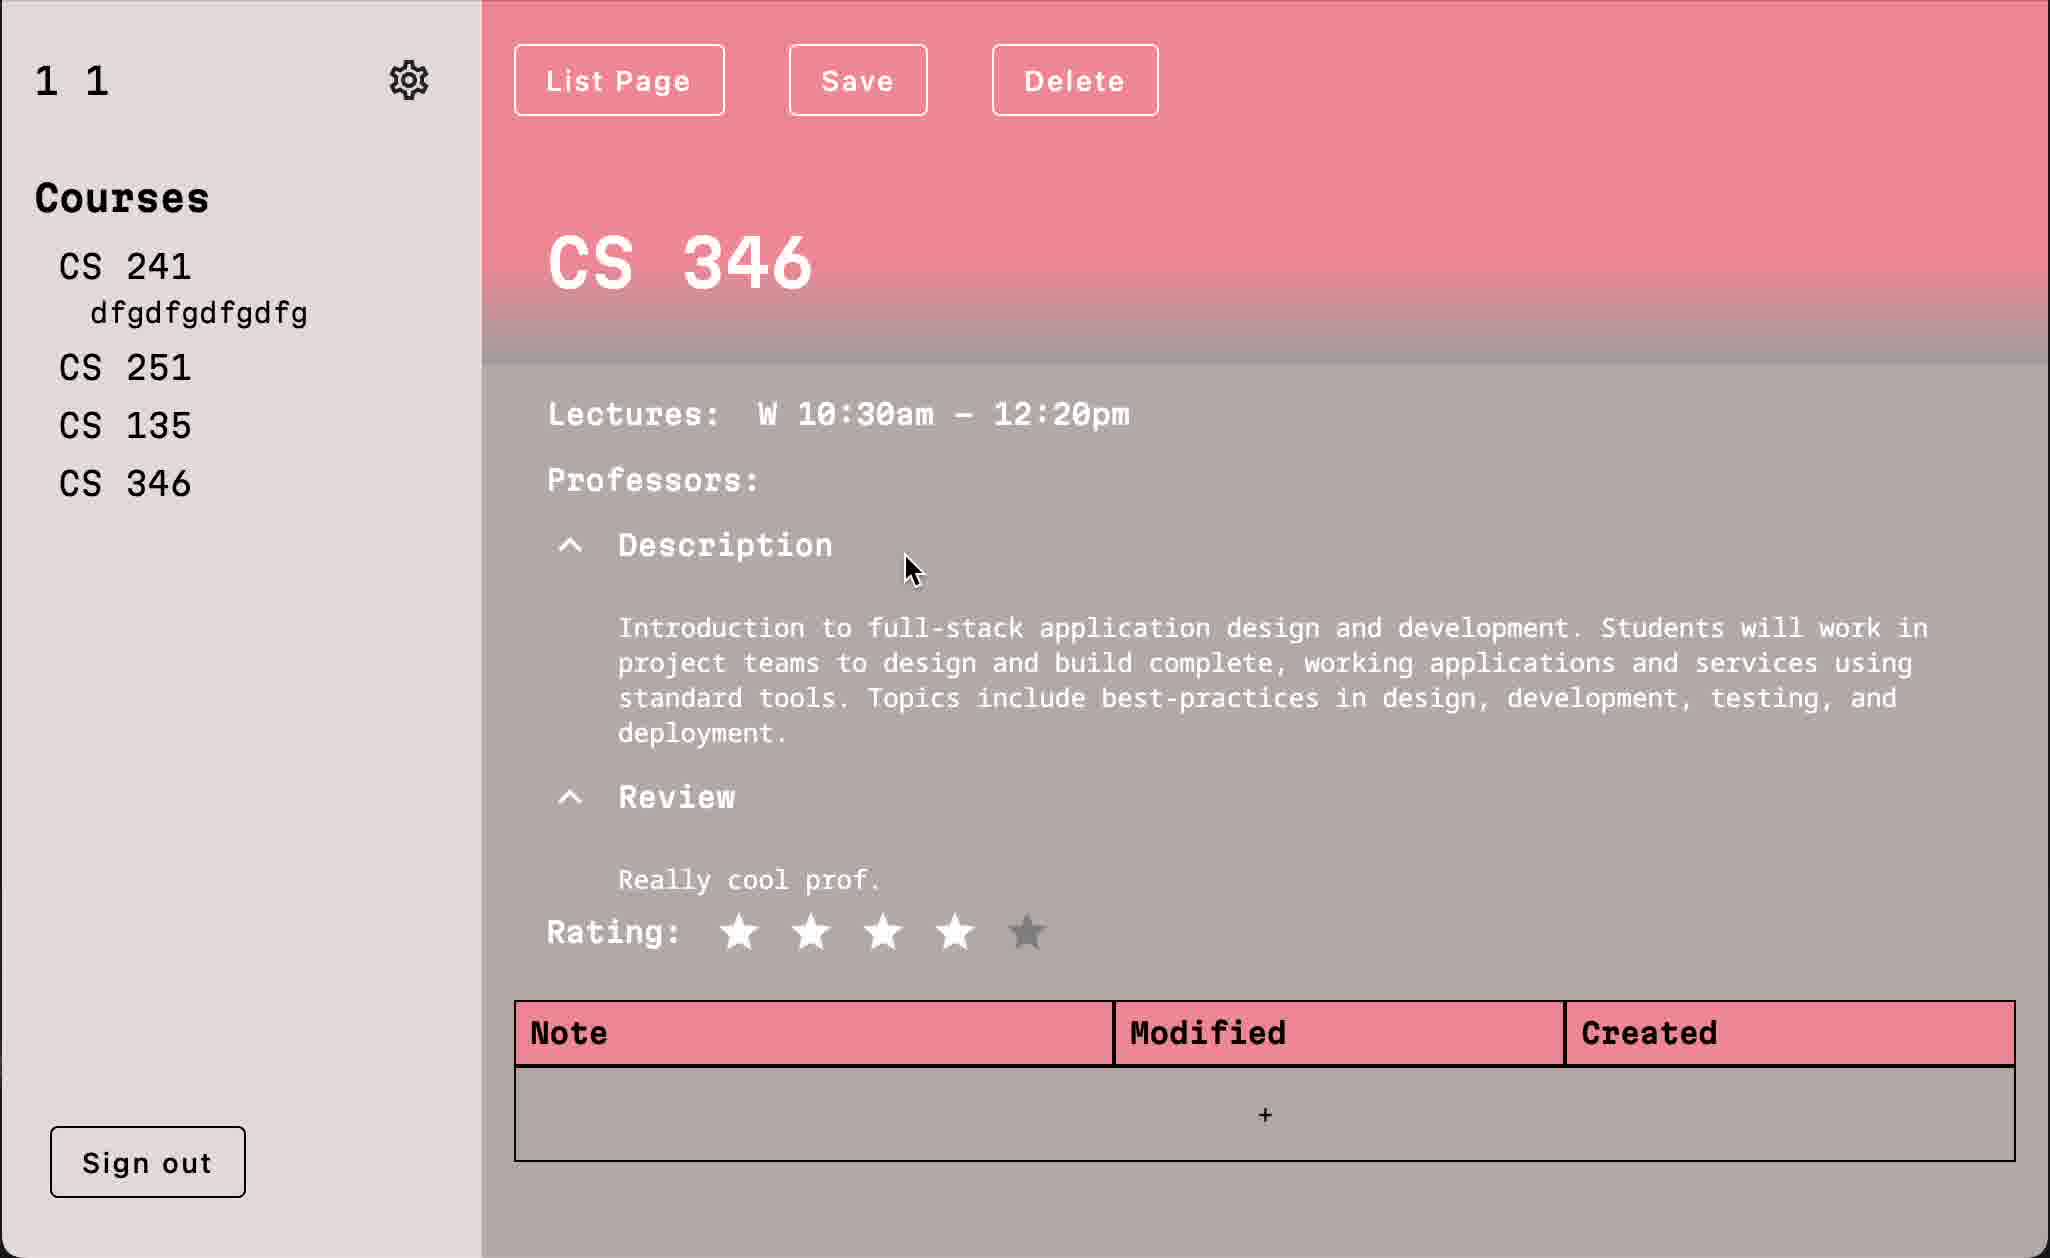 1 1
Courses
CS 241
dfgdfgdfgdfg
CS 251
CS 135
CS 346
Sign out
List Page Save Delete
CS 346
Lectures: W 10:30am - 12:20pm
Professors:
Description
Introduction to full-stack application design and development. Students will work in
project teams to design and build complete, working applications and services using
standard tools. Topics include best-practices in design, development, testing, and
deployment.
Review
Really cool prof.
Rating:
Note Modified Created
+